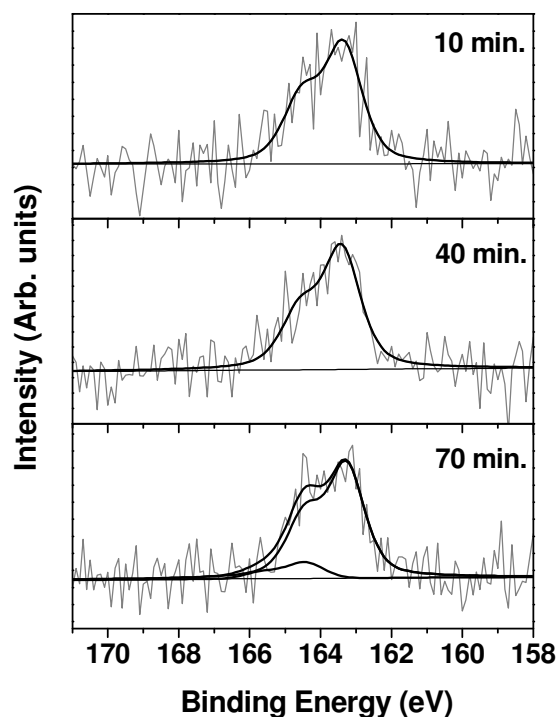 10 min.
40 min.
70 min.
Intensity (Arb. units)
170 168 166 164 162 160 158
Binding Energy (eV)